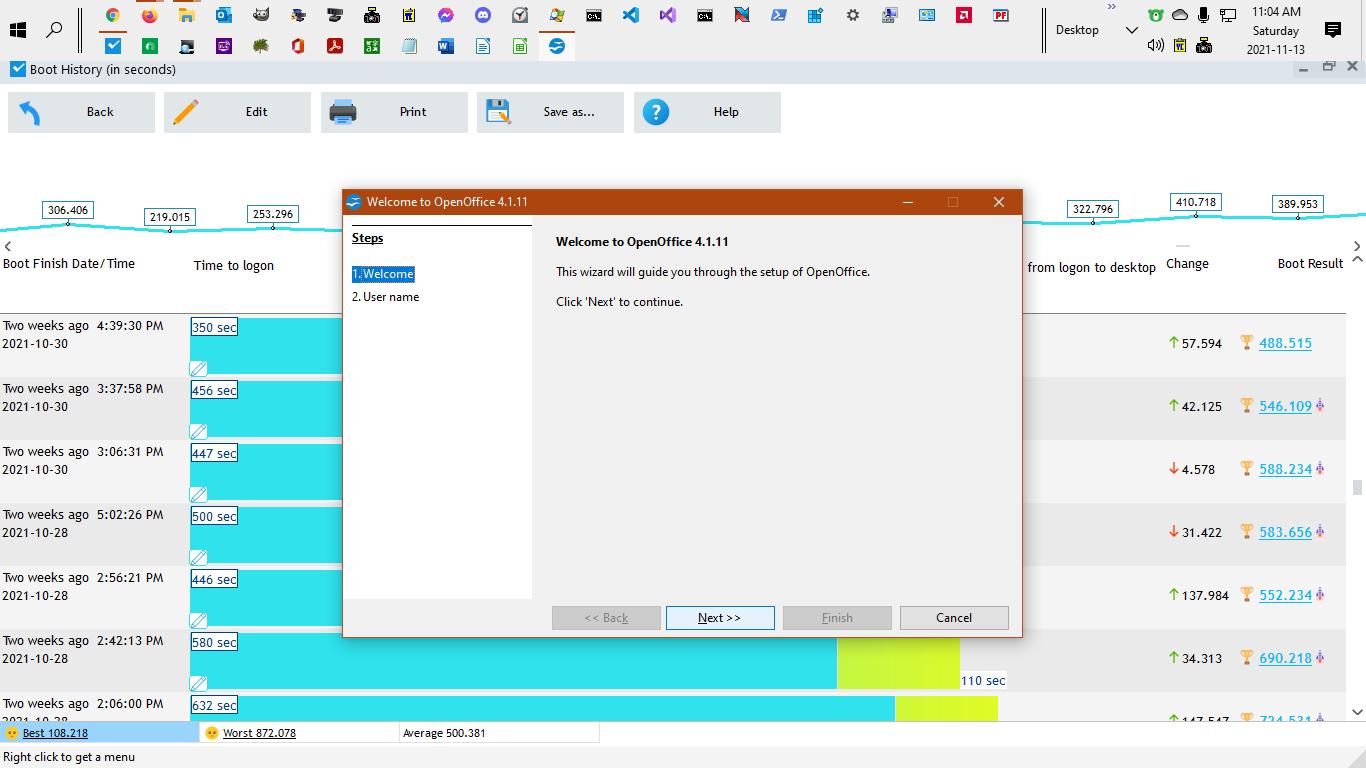 11:04 AM
Desktop
Saturday
2021-11-13
Boot History (in seconds)
Back
Edit
Print
Save as...
Help
306.406
219.015
253.296
322.796
410.718
389.953
Boot Finish Date/Time
Time to logon
from logon to desktop
Change
Boot Result
Welcome to OpenOffice 4.1.11
Steps
1. Welcome
2. User name
Welcome to OpenOffice 4.1.11
This wizard will guide you through the setup of OpenOffice.
Click 'Next' to continue.
<< Back
Next >>
Finish
Cancel
Two weeks ago 4:39:30 PM
2021-10-30
350 sec
57.594
488.515
Two weeks ago 3:37:58 PM
2021-10-30
456 sec
42.125
546.109
Two weeks ago 3:06:31 PM
2021-10-30
447 sec
4.578
588.234
Two weeks ago 5:02:26 PM
2021-10-28
500 sec
31.422
583.656
Two weeks ago 2:56:21 PM
2021-10-28
446 sec
137.984
552.234
Two weeks ago 2:42:13 PM
2021-10-28
580 sec
110 sec
34.313
690.218
Two weeks ago 2:06:00 PM
2021-10-28
632 sec
147.547
724.531
Best 108.218
Worst 872.078
Average 500.381
Right click to get a menu